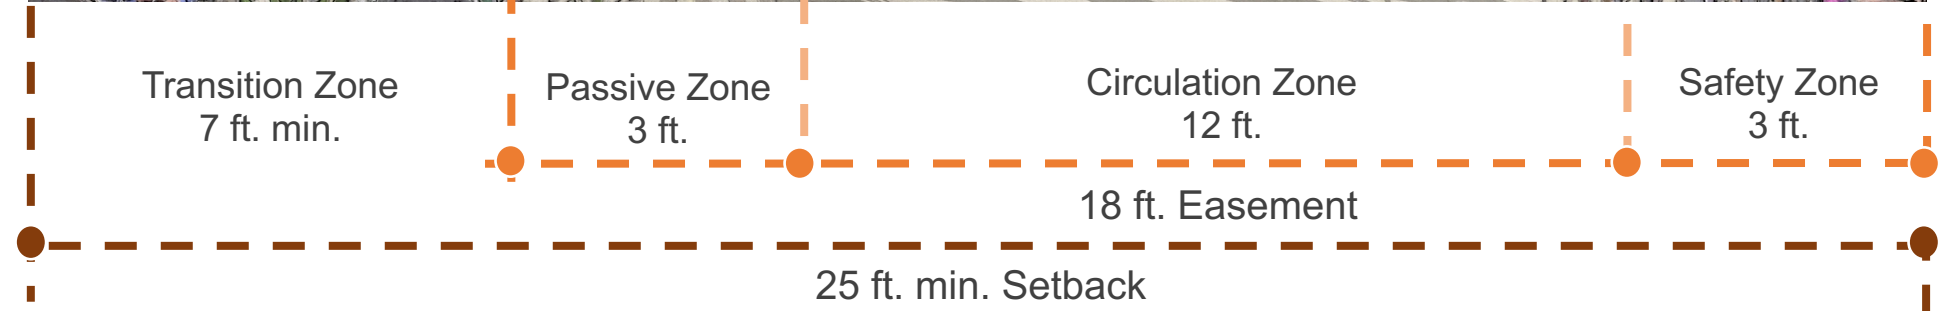 Transition Zone
7 ft. min.
Passive Zone
3 ft.
Circulation Zone
12 ft.
Safety Zone
3 ft.
18 ft. Easement
25 ft. min. Setback